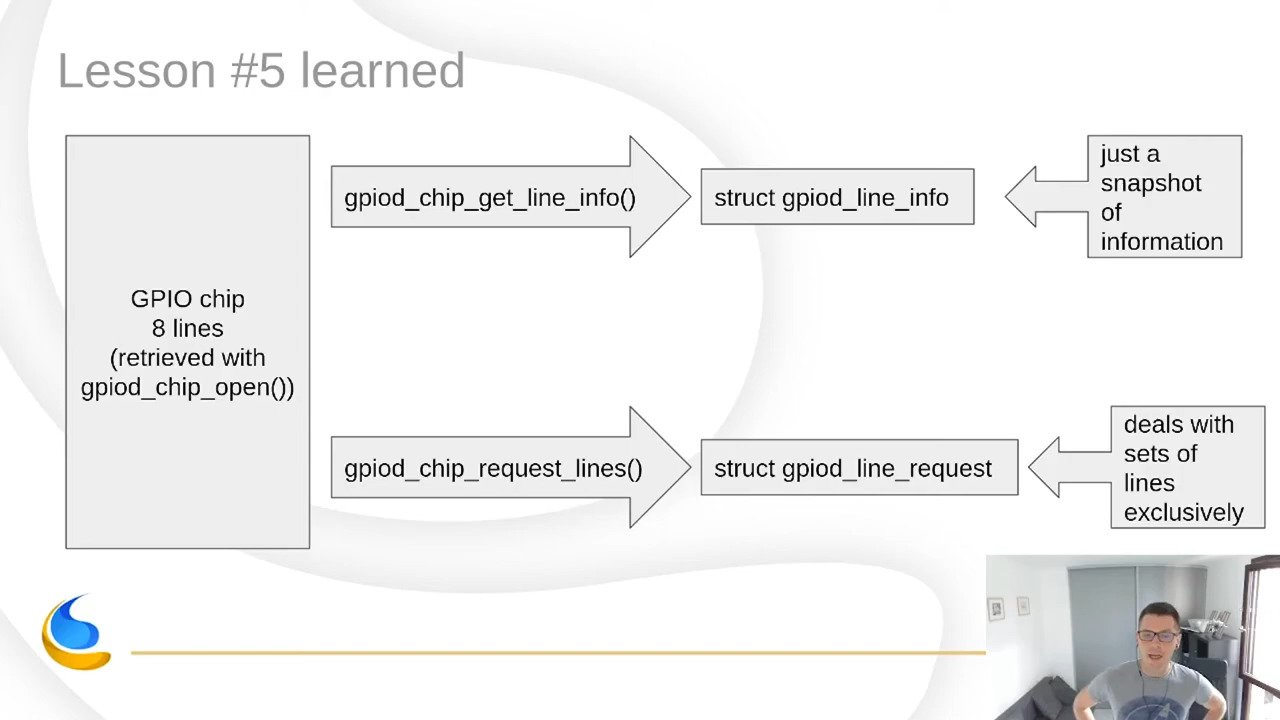 Lesson #5 learned
GPIO chip
8 lines
(retrieved with
gpiod_chip_open())
gpiod_chip_get_line_info()
struct gpiod_line_info
just a
snapshot
of
information
gpiod_chip_request_lines()
struct gpiod_line_request
deals with
sets of
lines
exclusively